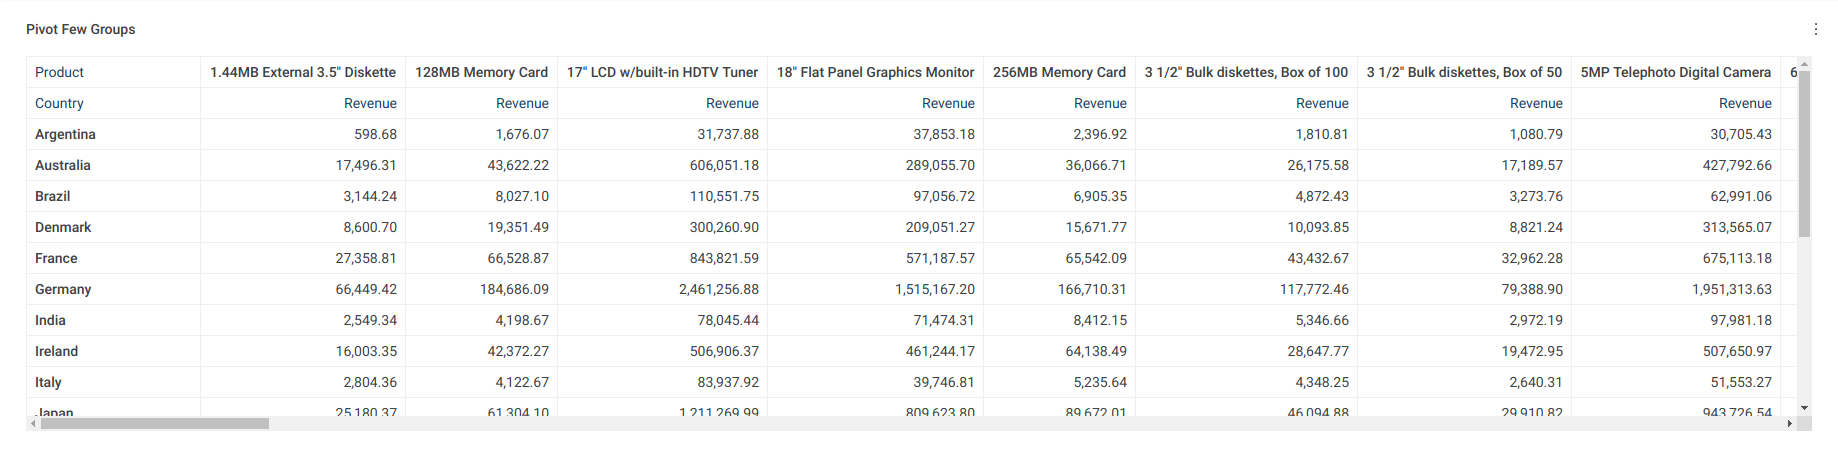 Pivot Few Groups
Product 1.44MB External 3.5" Diskette 128MB Memory Card 17" LCD w/built-in HDTV Tuner 18" Flat Panel Graphics Monitor 256MB Memory Card 3 1/2" Bulk diskettes, Box of 100 3 1/2" Bulk diskettes, Box of 50 5MP Telephoto Digital Camera 6
Country Revenue Revenue Revenue Revenue Revenue Revenue Revenue Revenue
Argentina 598.68 1,676.07 31,737.88 37,853.18 2,396.92 1,810.81 1,080.79 30,705.43
Australia 17,496.31 43,622.22 606,051.18 289,055.70 36,066.71 26,175.58 17,189.57 427,792.66
Brazil 3,144.24 8,027.10 110,551.75 97,056.72 6,905.35 4,872.43 3,273.76 62,991.06
Denmark 8,600.70 19,351.49 300,260.90 209,051.27 15,671.77 10,093.85 8,821.24 313,565.07
France 27,358.81 66,528.87 843,821.59 571,187.57 65,542.09 43,432.67 32,962.28 675,113.18
Germany 66,449.42 184,686.09 2,461,256.88 1,515,167.20 166,710.31 117,772.46 79,388.90 1,951,313.63
India 2,549.34 4,198.67 78,045.44 71,474.31 8,412.15 5,346.66 2,972.19 97,981.18
Ireland 16,003.35 42,372.27 506,906.37 461,244.17 64,138.49 28,647.77 19,472.95 507,650.97
Italy 2,804.36 4,122.67 83,937.92 39,746.81 5,235.64 4,348.25 2,640.31 51,553.27
Japan 25,180.37 61,304.10 1,211,269.99 809,623.80 89,672.01 46,094.88 29,910.82 943,726.54